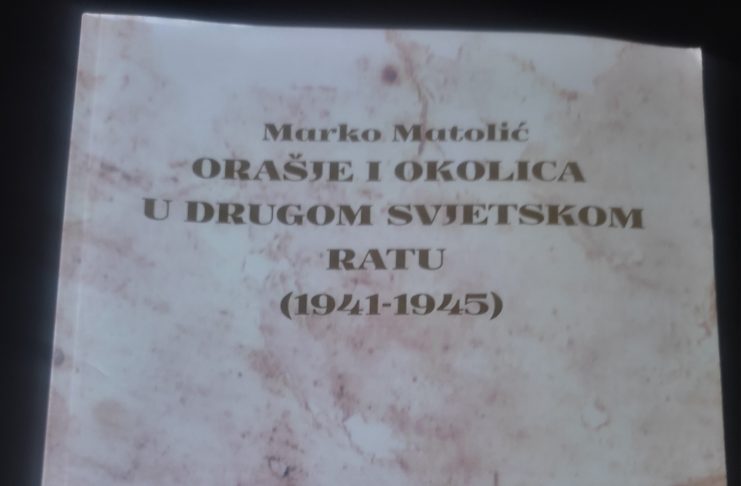 Marko Matolić
ORAŠJE I OKOLICA
U DRUGOM SVJETSKOM
RATU
(1941-1945)